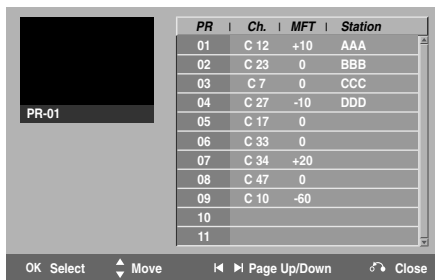 PR Ch. MFT Station
01 C 12 +10 AAA
02 C 23 0 BBB
03 C 7 0 CCC
04 C 27 -10 DDD
PR-01
05 C 17 0
06 C 33 0
07 C 34 +20
08 C 47 0
09 C 10 -60
10
11
OK Select Move Page Up/Down Close